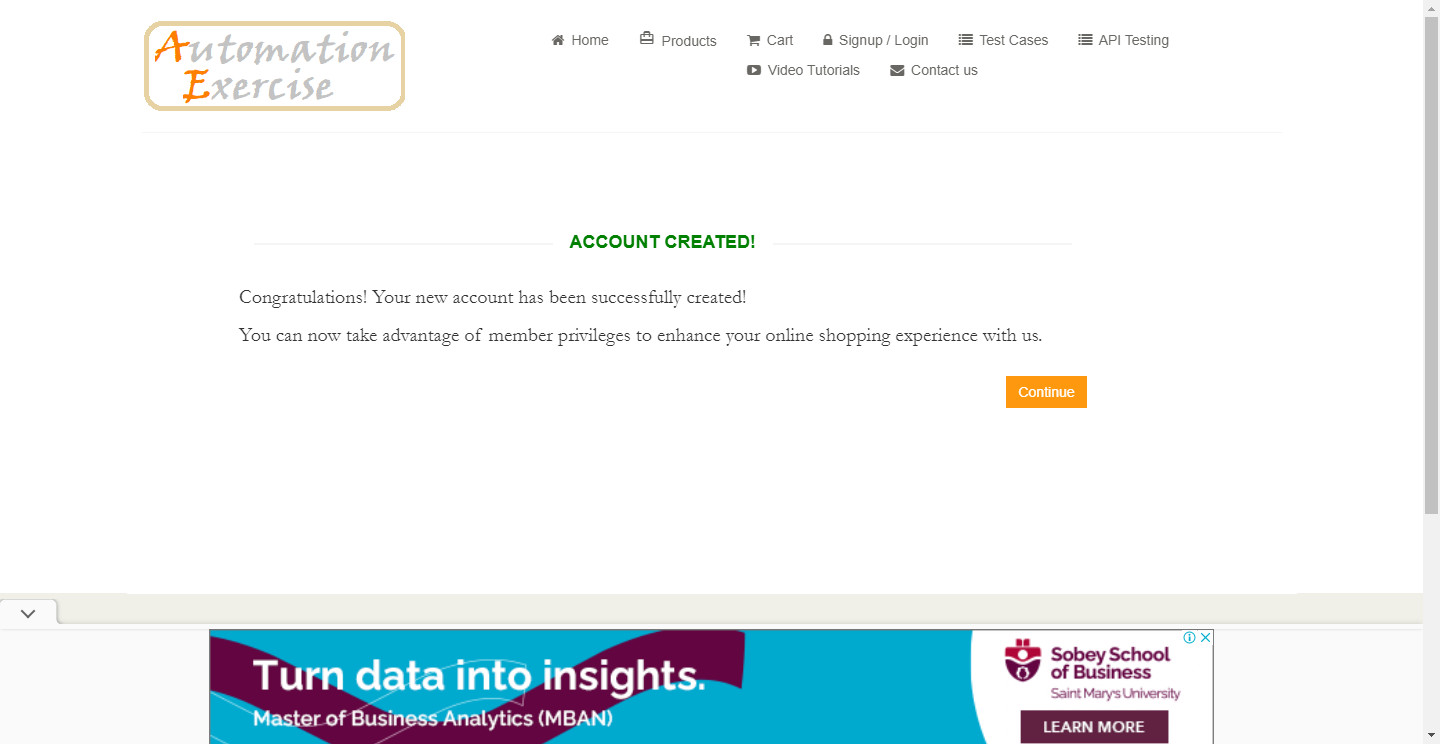 Automation
Exercise
Home
Products
Cart
Signup / Login
Test Cases
API Testing
Video Tutorials
Contact us
ACCOUNT CREATED!
Congratulations! Your new account has been successfully created!
You can now take advantage of member privileges to enhance your online shopping experience with us.
Continue
Turn data into insights.
Master of Business Analytics (MBAN)
Sobey School
of Business
Saint Mary's University
LEARN MORE